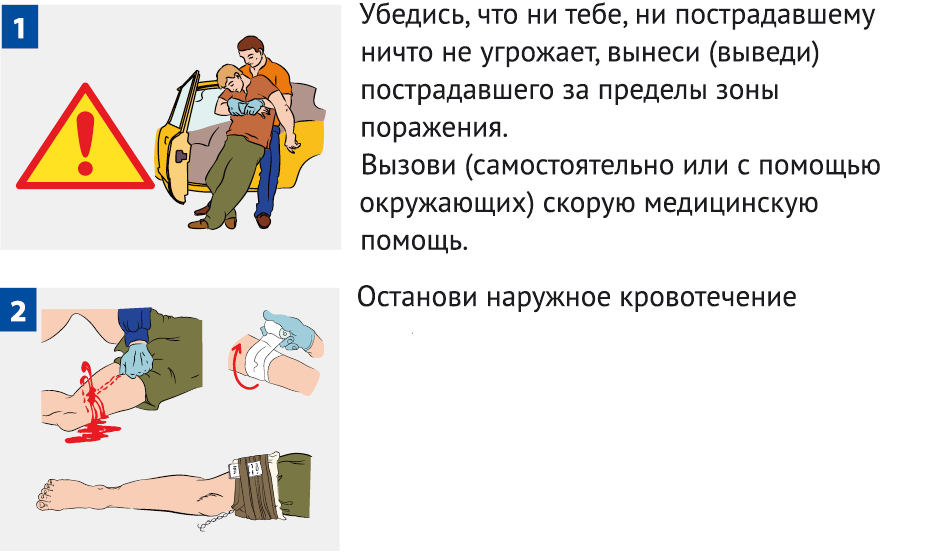 1
Убедись, что ни тебе, ни пострадавшему
ничто не угрожает, вынеси (выведи)
пострадавшего за пределы зоны
поражения.
Вызови (самостоятельно или с помощью
окружающих) скорую медицинскую
помощь.
2
Останови наружное кровотечение